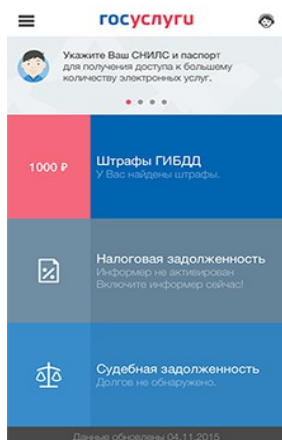 госуслуги
Укажите Ваш СНИЛС и паспорт
для получения доступа к большему
количеству электронных услуг.
1000 ₽
Штрафы ГИБДД
У Вас найдены штрафы.
Налоговая задолженность
Информер не активирован
Включите информер сейчас!
Судебная задолженность
Долгов не обнаружено.
Данные обновлены 04.11.2015